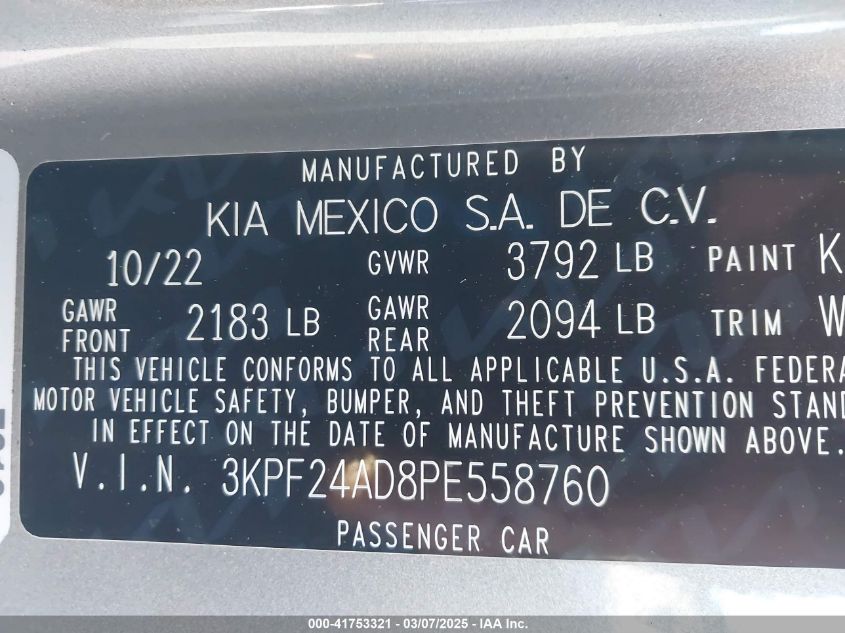 MANUFACTURED BY
KIA MEXICO S.A. DE C.V.
10/22 GVWR 3792 LB PAINT K
GAWR FRONT 2183 LB GAWR REAR 2094 LB TRIM W
THIS VEHICLE CONFORMS TO ALL APPLICABLE U.S.A. FEDERA
MOTOR VEHICLE SAFETY, BUMPER, AND THEFT PREVENTION STAND
IN EFFECT ON THE DATE OF MANUFACTURE SHOWN ABOVE.
V.I.N. 3KPF24AD8PE558760
PASSENGER CAR
000-41753321 - 03/07/2025 - IAA Inc.